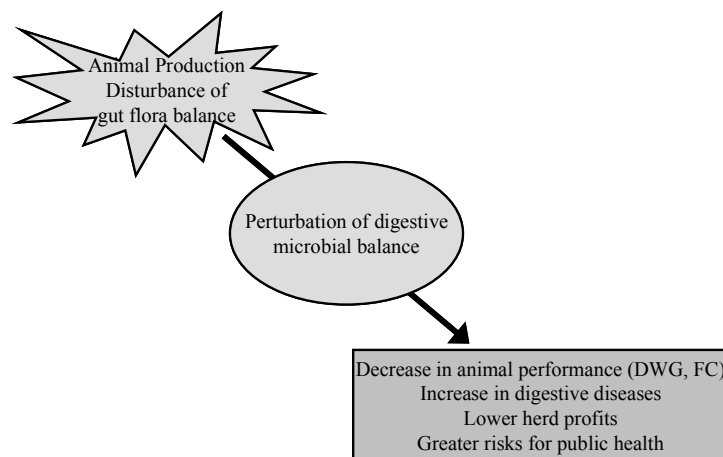 Animal Production
Disturbance of
gut flora balance
Perturbation of digestive
microbial balance
Decrease in animal performance (DWG, FC)
Increase in digestive diseases
Lower herd profits
Greater risks for public health